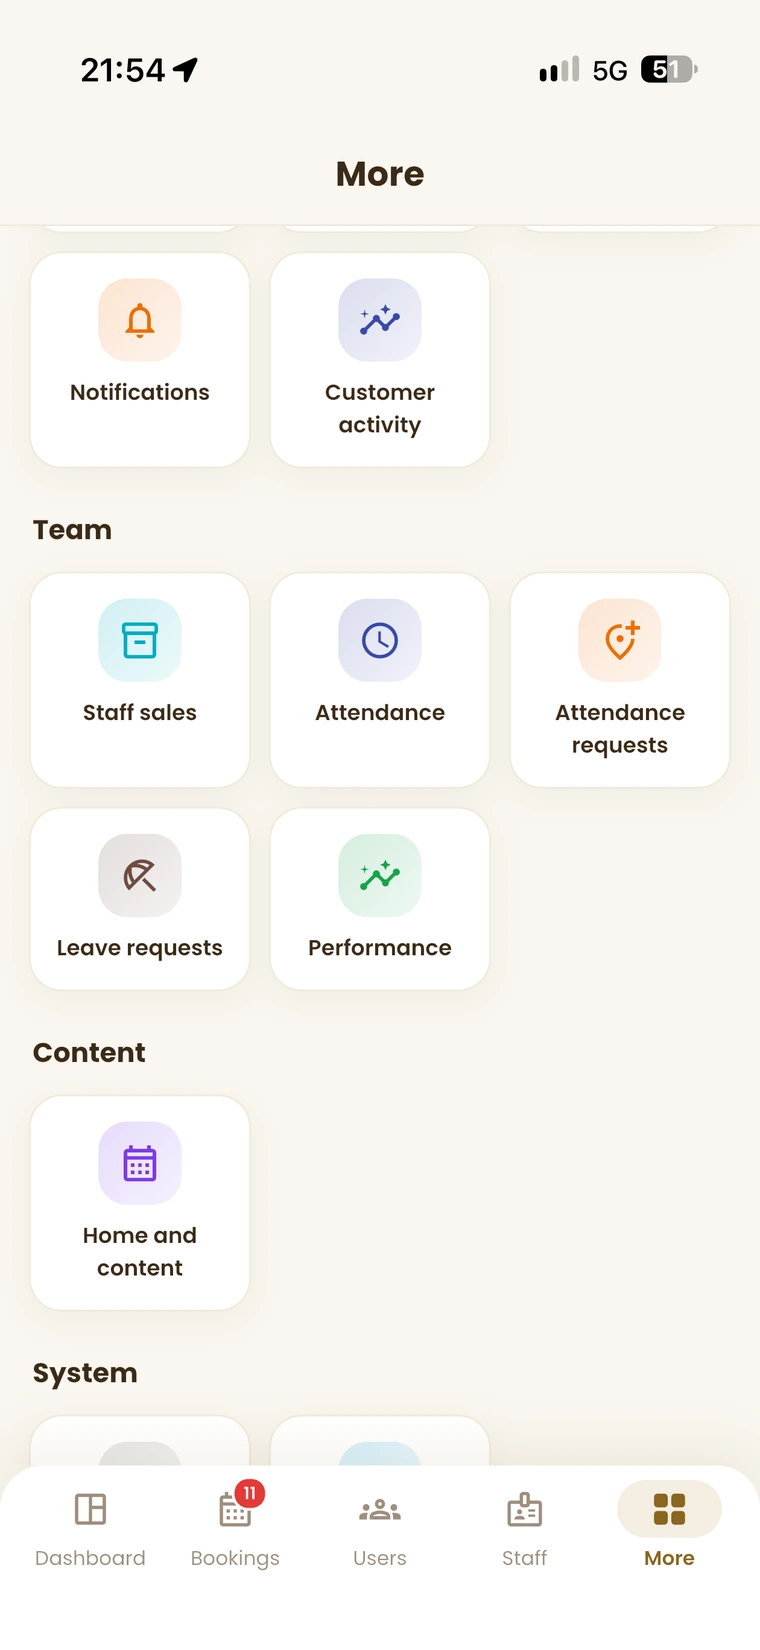 21:54
5G
51
More
Notifications
Customer
activity
Team
Staff sales
Attendance
Attendance
requests
Leave requests
Performance
Content
Home and
content
System
11
Dashboard
Bookings
Users
Staff
More